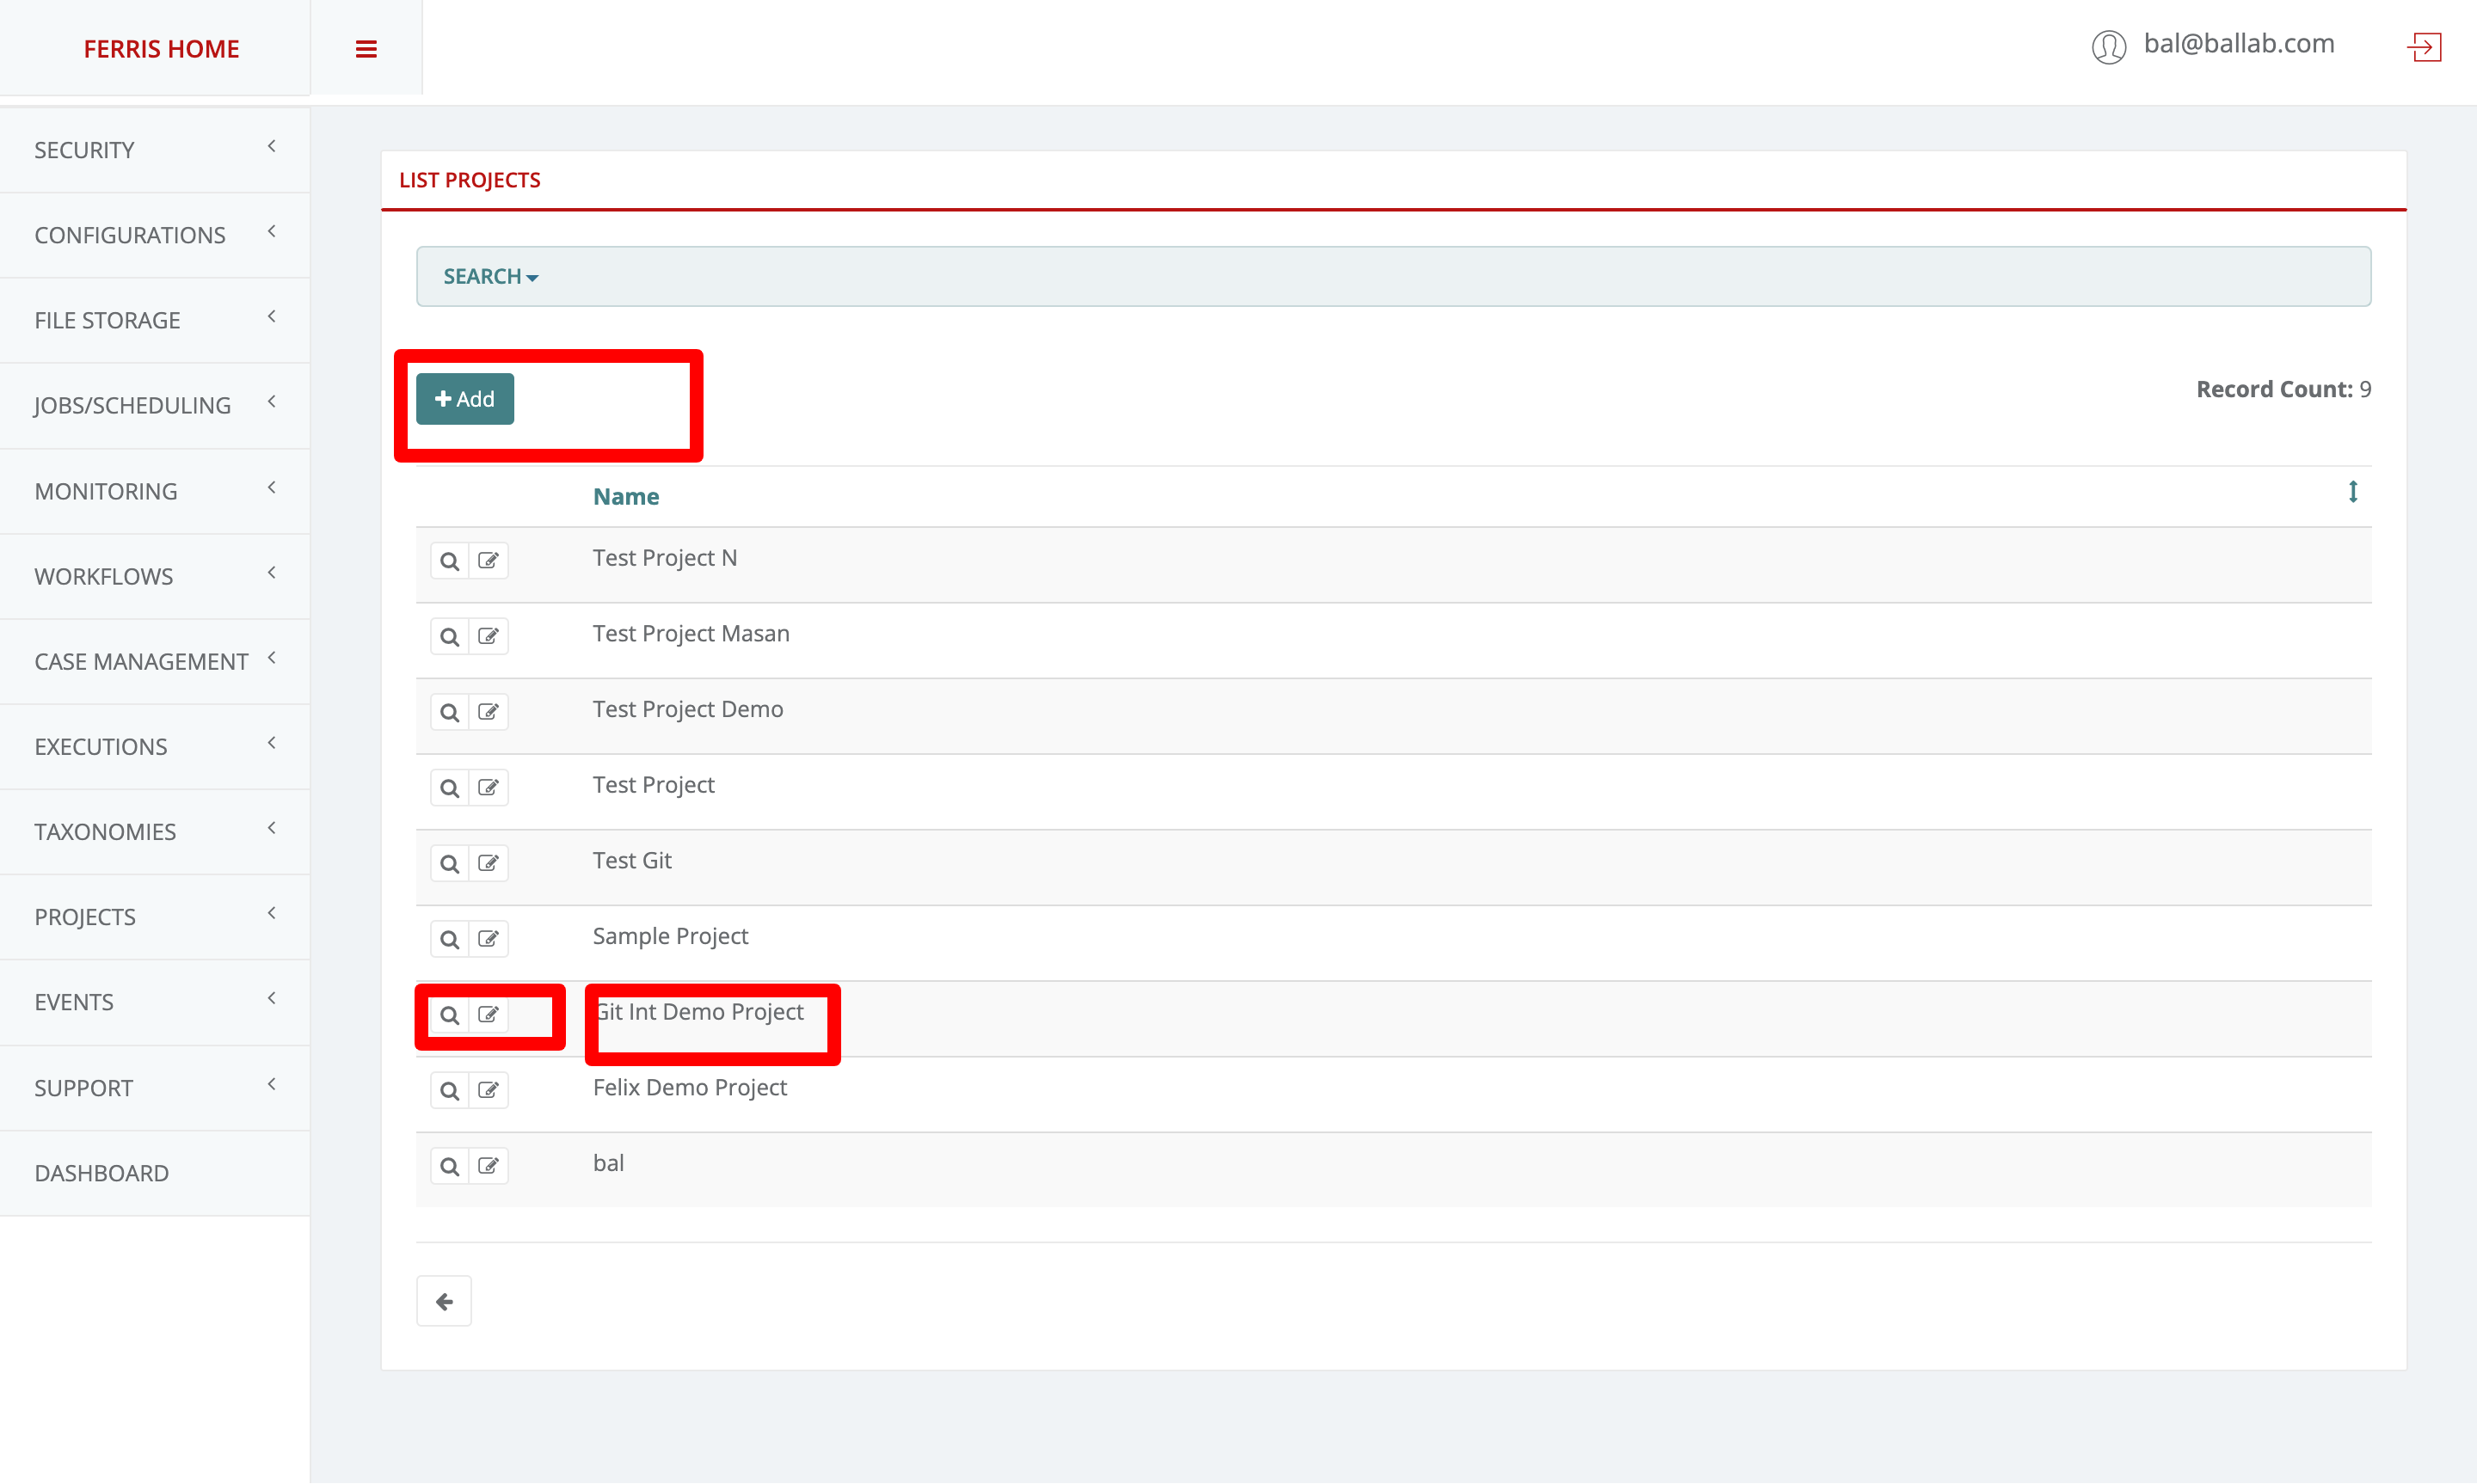 FERRIS HOME
bal@ballab.com
SECURITY
CONFIGURATIONS
FILE STORAGE
JOBS/SCHEDULING
MONITORING
WORKFLOWS
CASE MANAGEMENT
EXECUTIONS
TAXONOMIES
PROJECTS
EVENTS
SUPPORT
DASHBOARD
LIST PROJECTS
SEARCH
Add
Record Count: 9
Name
Test Project N
Test Project Masan
Test Project Demo
Test Project
Test Git
Sample Project
Git Int Demo Project
Felix Demo Project
bal